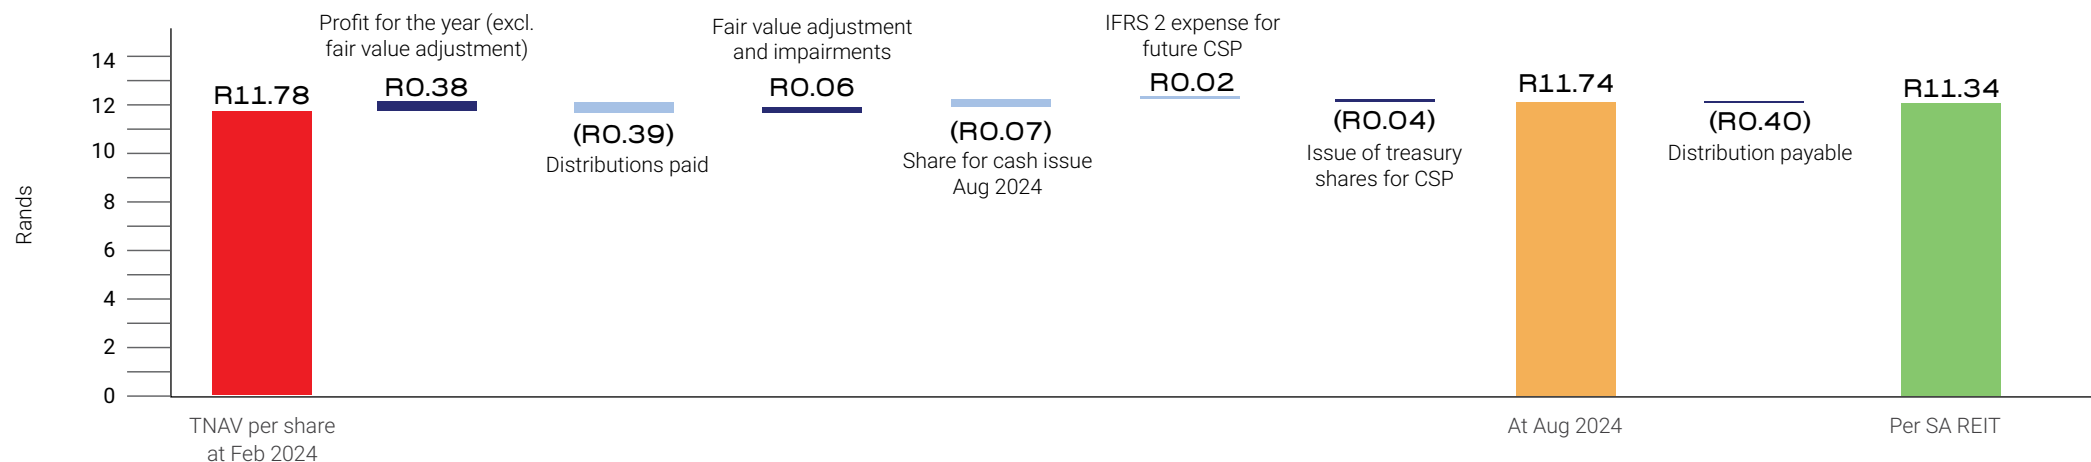 Rands
14
12
10
8
6
4
2
0
R11.78
TNAV per share
at Feb 2024
Profit for the year (excl.
fair value adjustment)
R0.38
(R0.39)
Distributions paid
Fair value adjustment
and impairments
R0.06
(R0.07)
Share for cash issue
Aug 2024
IFRS 2 expense for
future CSP
R0.02
(R0.04)
Issue of treasury
shares for CSP
R11.74
At Aug 2024
(R0.40)
Distribution payable
R11.34
Per SA REIT